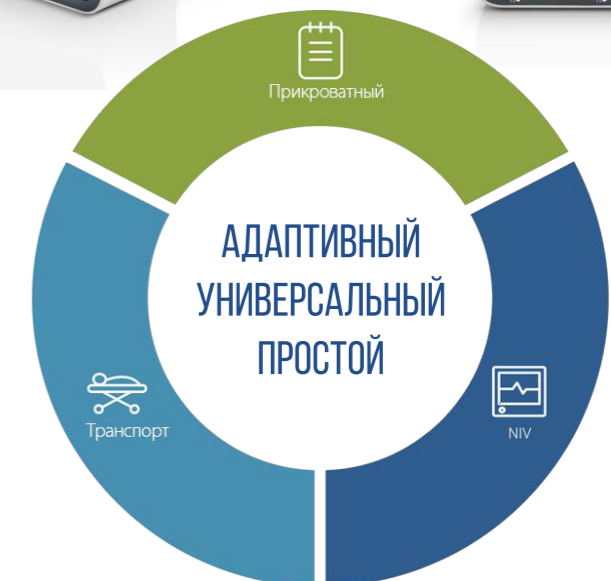 Прикроватный
АДАПТИВНЫЙ
УНИВЕРСАЛЬНЫЙ
ПРОСТОЙ
Транспорт
NIV